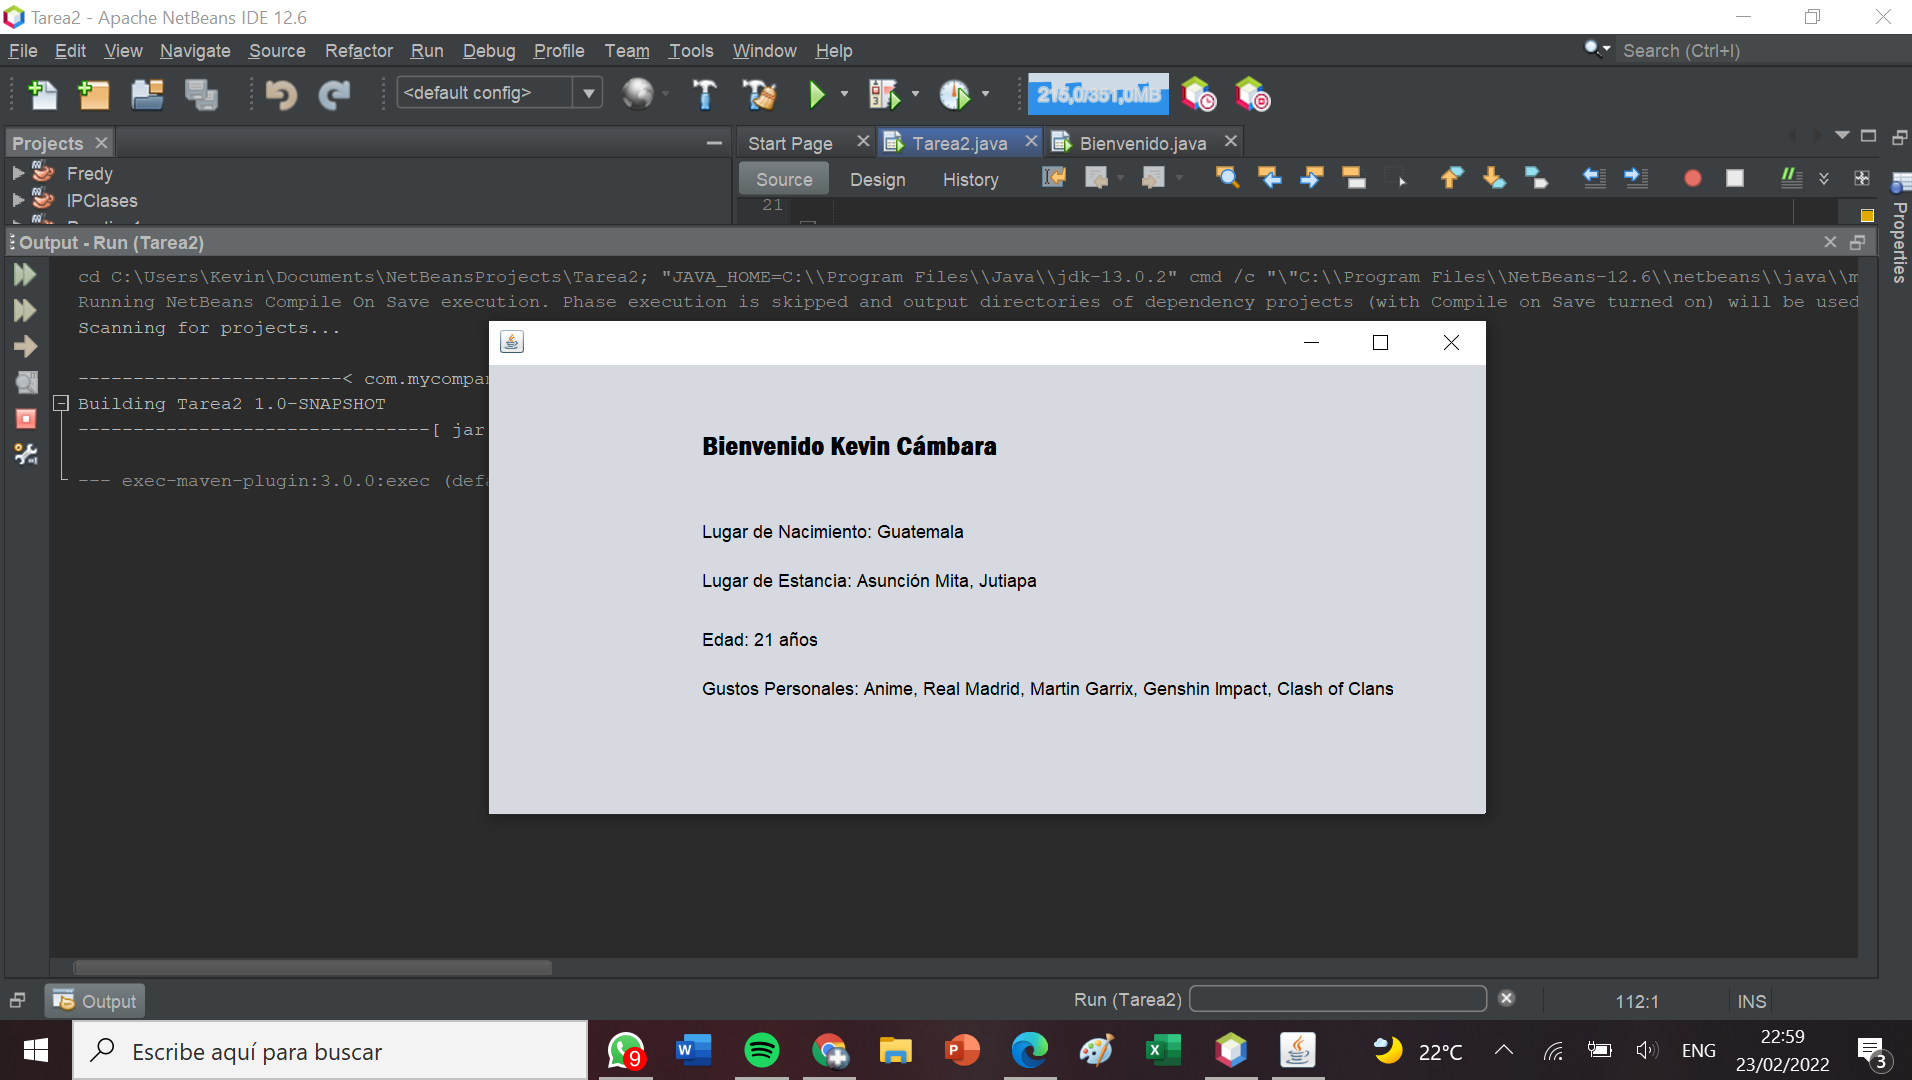 Tarea2 - Apache NetBeans IDE 12.6
File Edit View Navigate Source Refactor Run Debug Profile Team Tools Window Help
Search (Ctrl+I)
<default config>
215,0/351,0MB
Projects
Start Page
Tarea2.java
Bienvenido.java
Fredy
IPClases
Source
Design
History
21
Properties
Output - Run (Tarea2)
cd C:\Users\Kevin\Documents\NetBeansProjects\Tarea2; "JAVA_HOME=C:\\Program Files\\Java\\jdk-13.0.2" cmd /c "\"C:\\Program Files\\NetBeans-12.6\\netbeans\\java\\m
Running NetBeans Compile On Save execution. Phase execution is skipped and output directories of dependency projects (with Compile on Save turned on) will be used
Scanning for projects...
------------------------< com.mycompan
Building Tarea2 1.0-SNAPSHOT
--------------------------------[ jar
--- exec-maven-plugin:3.0.0:exec (defa
Bienvenido Kevin Cámbara
Lugar de Nacimiento: Guatemala
Lugar de Estancia: Asunción Mita, Jutiapa
Edad: 21 años
Gustos Personales: Anime, Real Madrid, Martin Garrix, Genshin Impact, Clash of Clans
Output
Run (Tarea2)
112:1
INS
Escribe aquí para buscar
9
22°C
ENG
22:59
23/02/2022
3